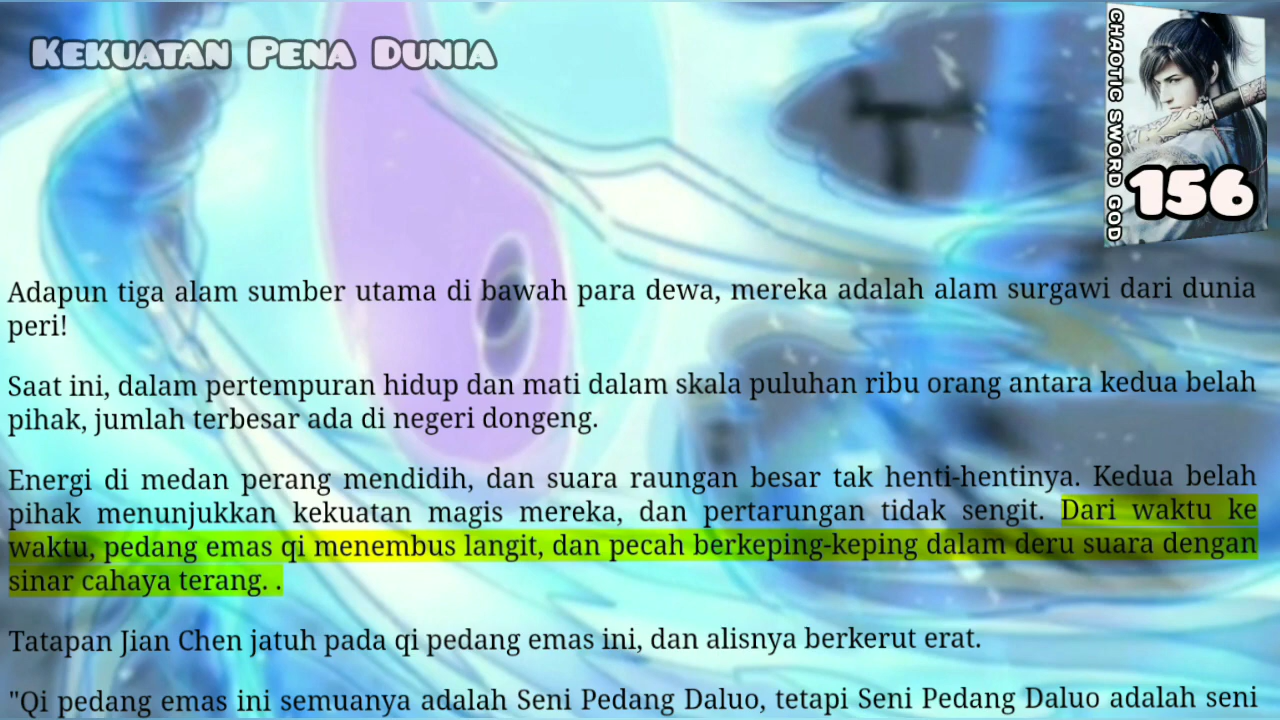 Kekuatan Pena Dunia
CHAOTIC SWORD GOD
156
Adapun tiga alam sumber utama di bawah para dewa, mereka adalah alam surgawi dari dunia
peri!
Saat ini, dalam pertempuran hidup dan mati dalam skala puluhan ribu orang antara kedua belah
pihak, jumlah terbesar ada di negeri dongeng.
Energi di medan perang mendidih, dan suara raungan besar tak henti-hentinya. Kedua belah
pihak menunjukkan kekuatan magis mereka, dan pertarungan tidak sengit. Dari waktu ke
waktu, pedang emas qi menembus langit, dan pecah berkeping-keping dalam deru suara dengan
sinar cahaya terang. .
Tatapan Jian Chen jatuh pada qi pedang emas ini, dan alisnya berkerut erat.
"Qi pedang emas ini semuanya adalah Seni Pedang Daluo, tetapi Seni Pedang Daluo adalah seni